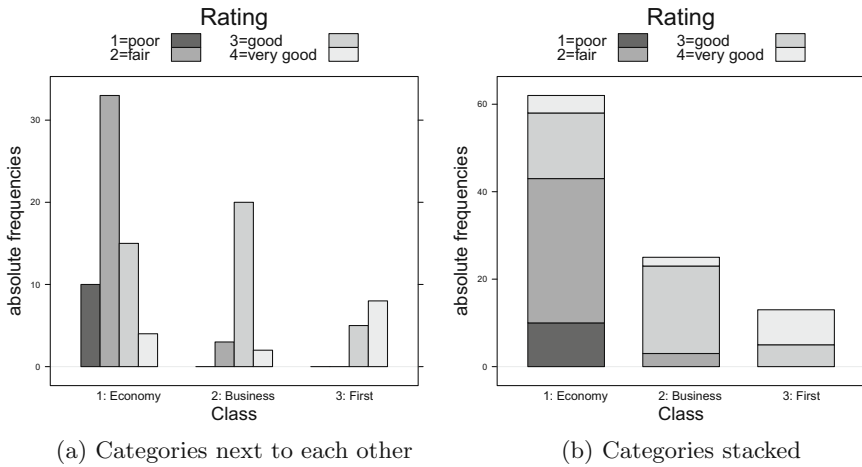 Rating
1=poor 3=good
2=fair 4=very good
absolute frequencies
30
20
10
0
1: Economy 2: Business 3: First
Class
(a) Categories next to each other
Rating
1=poor 3=good
2=fair 4=very good
absolute frequencies
60
40
20
0
1: Economy 2: Business 3: First
Class
(b) Categories stacked